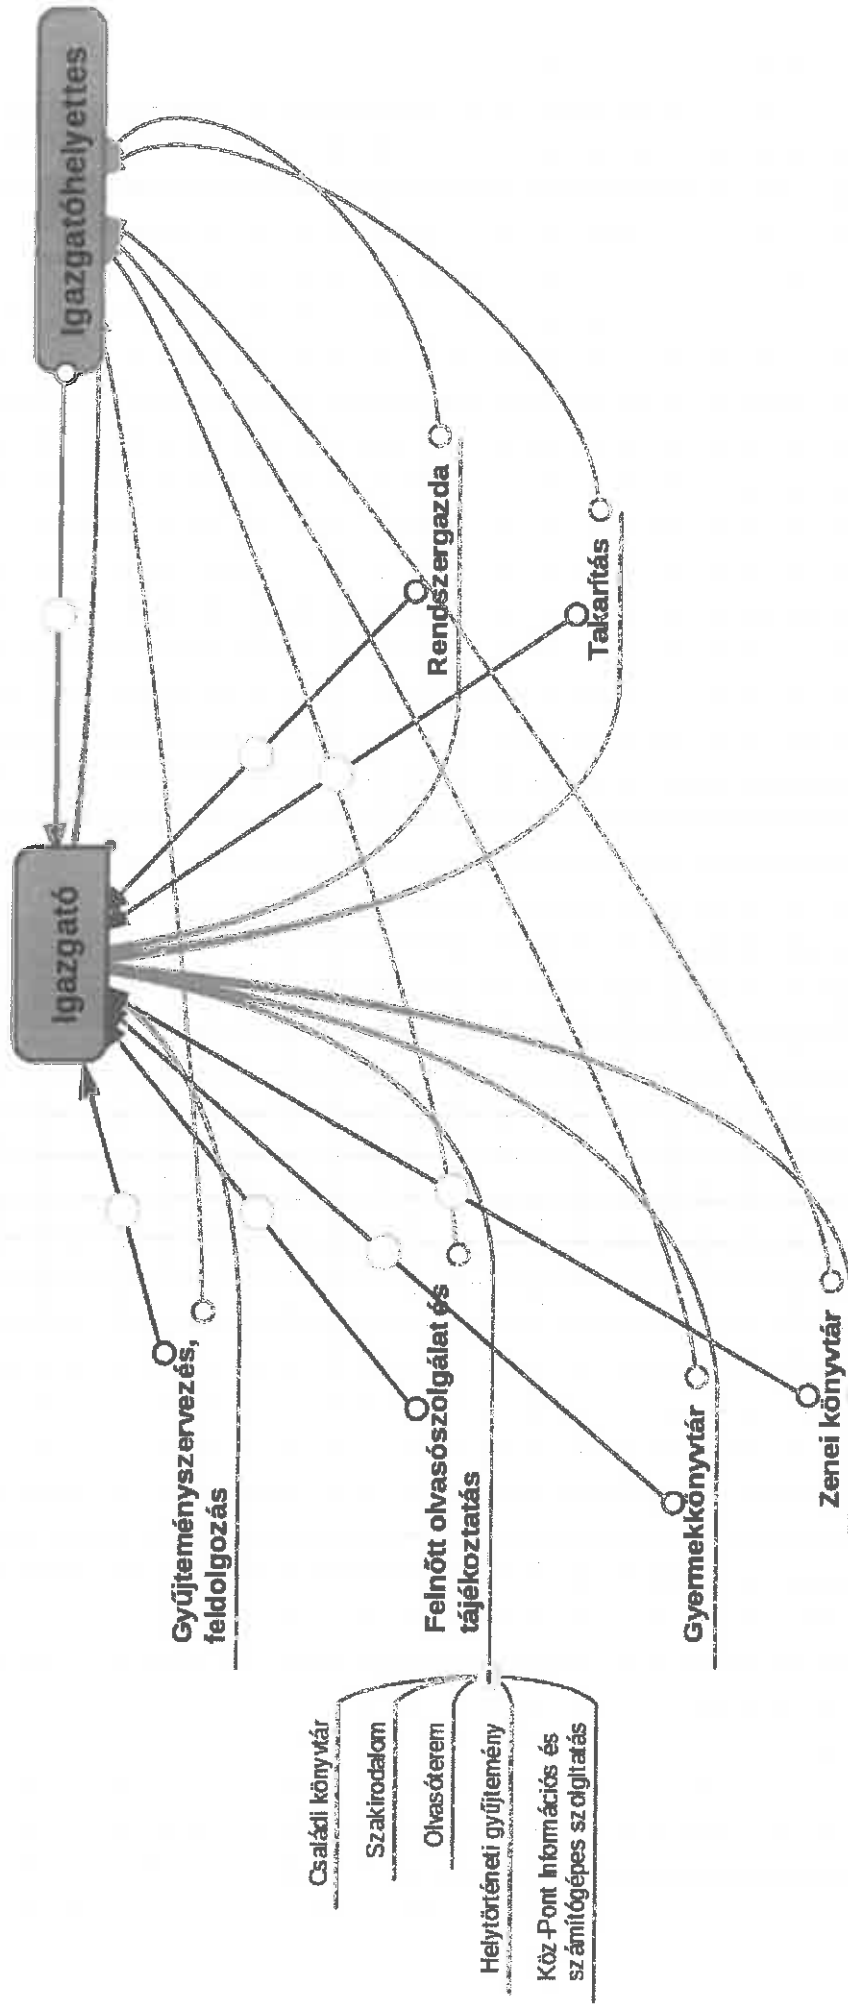 Igazgatóhelyettes
Igazgató
Rendszergazda
Takarítás
Gyűjteményszervezés,
feldolgozás
Felnőtt olvasószolgálat és
tájékoztatás
Gyermekkönyvtár
Zenei könyvtár
Családi könyvtár
Szakirodalom
Olvasóterem
Helytörténeti gyűjtemény
Köz-Pont Információs és
számítógépes szolgltatás